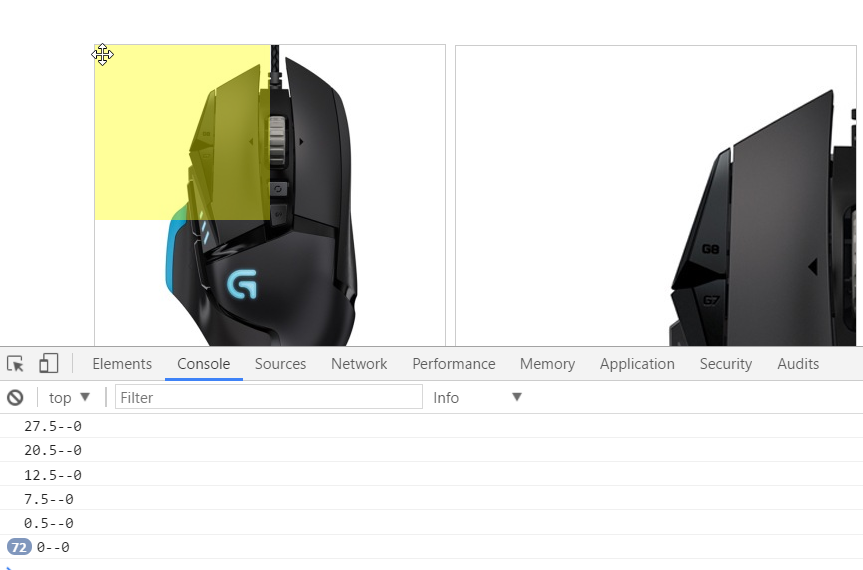 G8
G7
Elements Console Sources Network Performance Memory Application Security Audits
top Filter Info
27.5--0
20.5--0
12.5--0
7.5--0
0.5--0
72 0--0